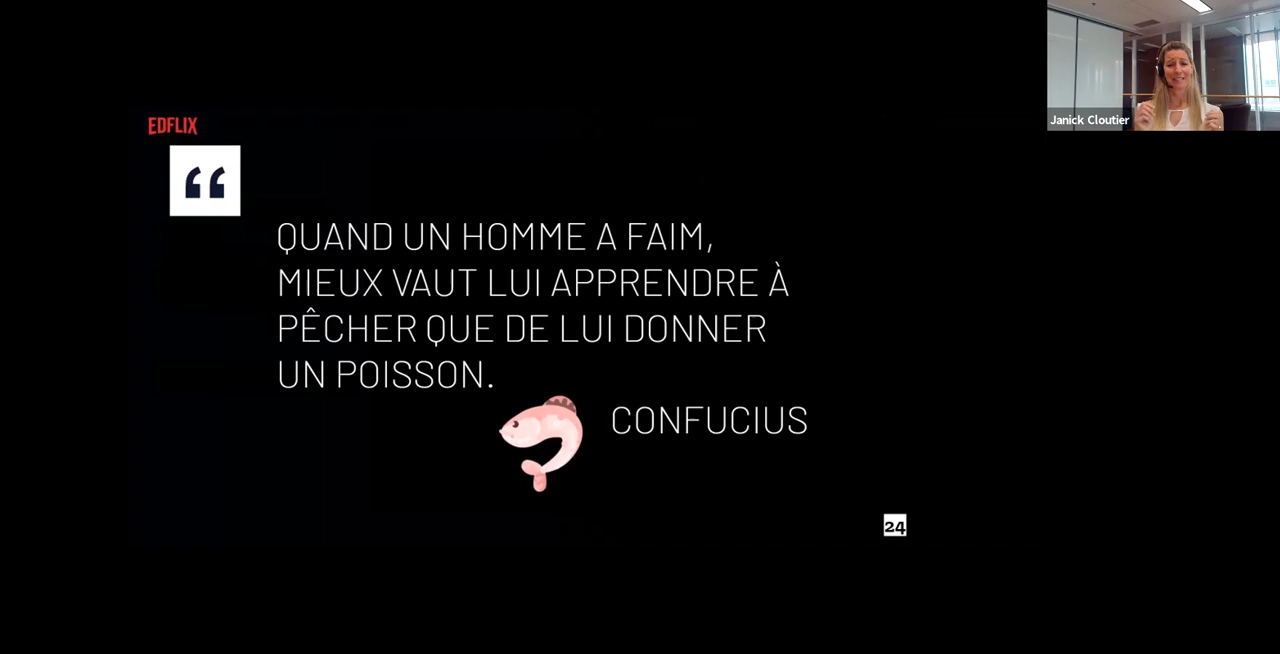 EDFLIX
“
QUAND UN HOMME A FAIM,
MIEUX VAUT LUI APPRENDRE À
PÊCHER QUE DE LUI DONNER
UN POISSON.
CONFUCIUS
24
Janick Cloutier